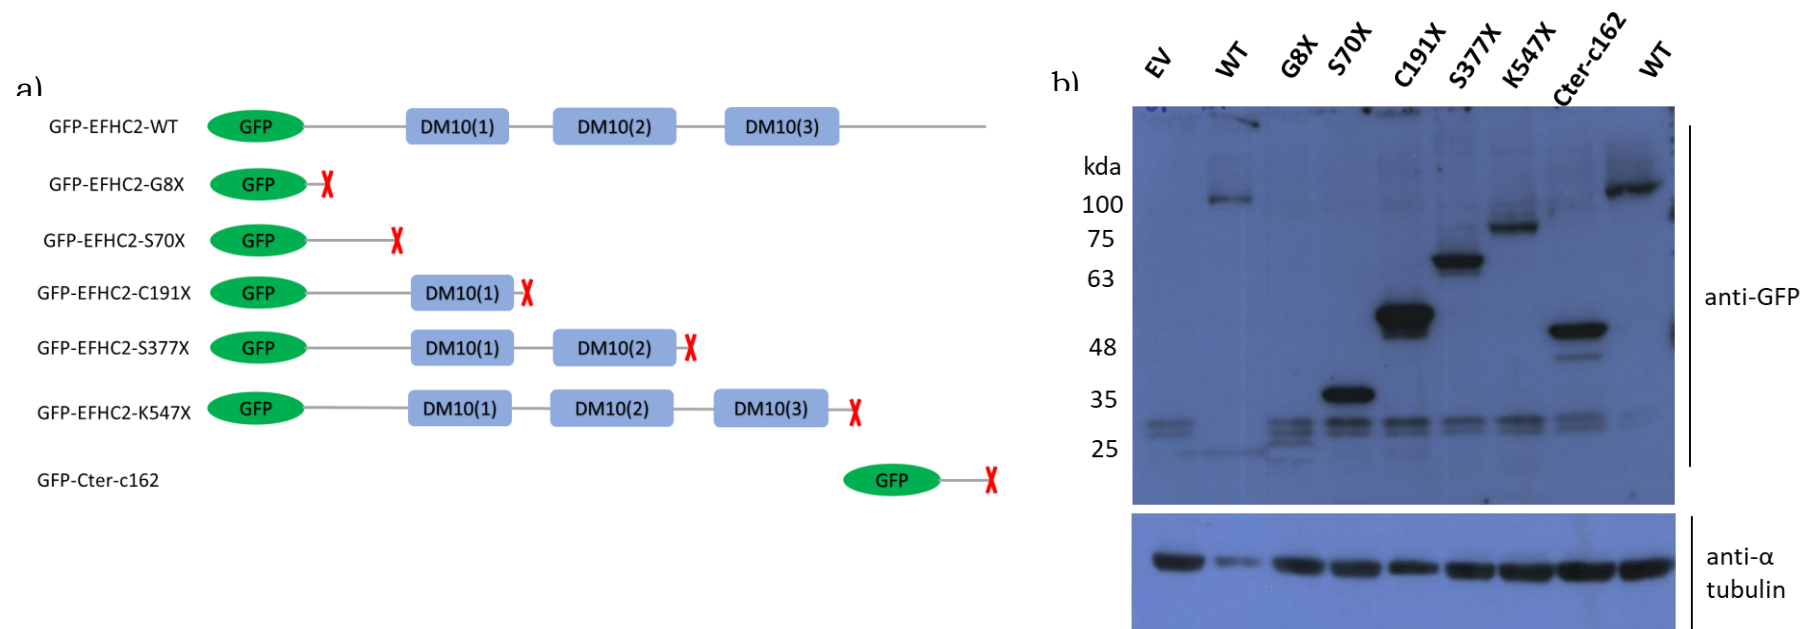 a)
GFP-EFHC2-WT GFP DM10(1) DM10(2) DM10(3)
GFP-EFHC2-G8X GFP X
GFP-EFHC2-S70X GFP X
GFP-EFHC2-C191X GFP DM10(1) X
GFP-EFHC2-S377X GFP DM10(1) DM10(2) X
GFP-EFHC2-K547X GFP DM10(1) DM10(2) DM10(3) X
GFP-Cter-c162 GFP X
b)
EV WT G8X S70X C191X S377X K547X Cter-c162 WT
kda
100
75
63
48
35
25
anti-GFP
anti-α
tubulin